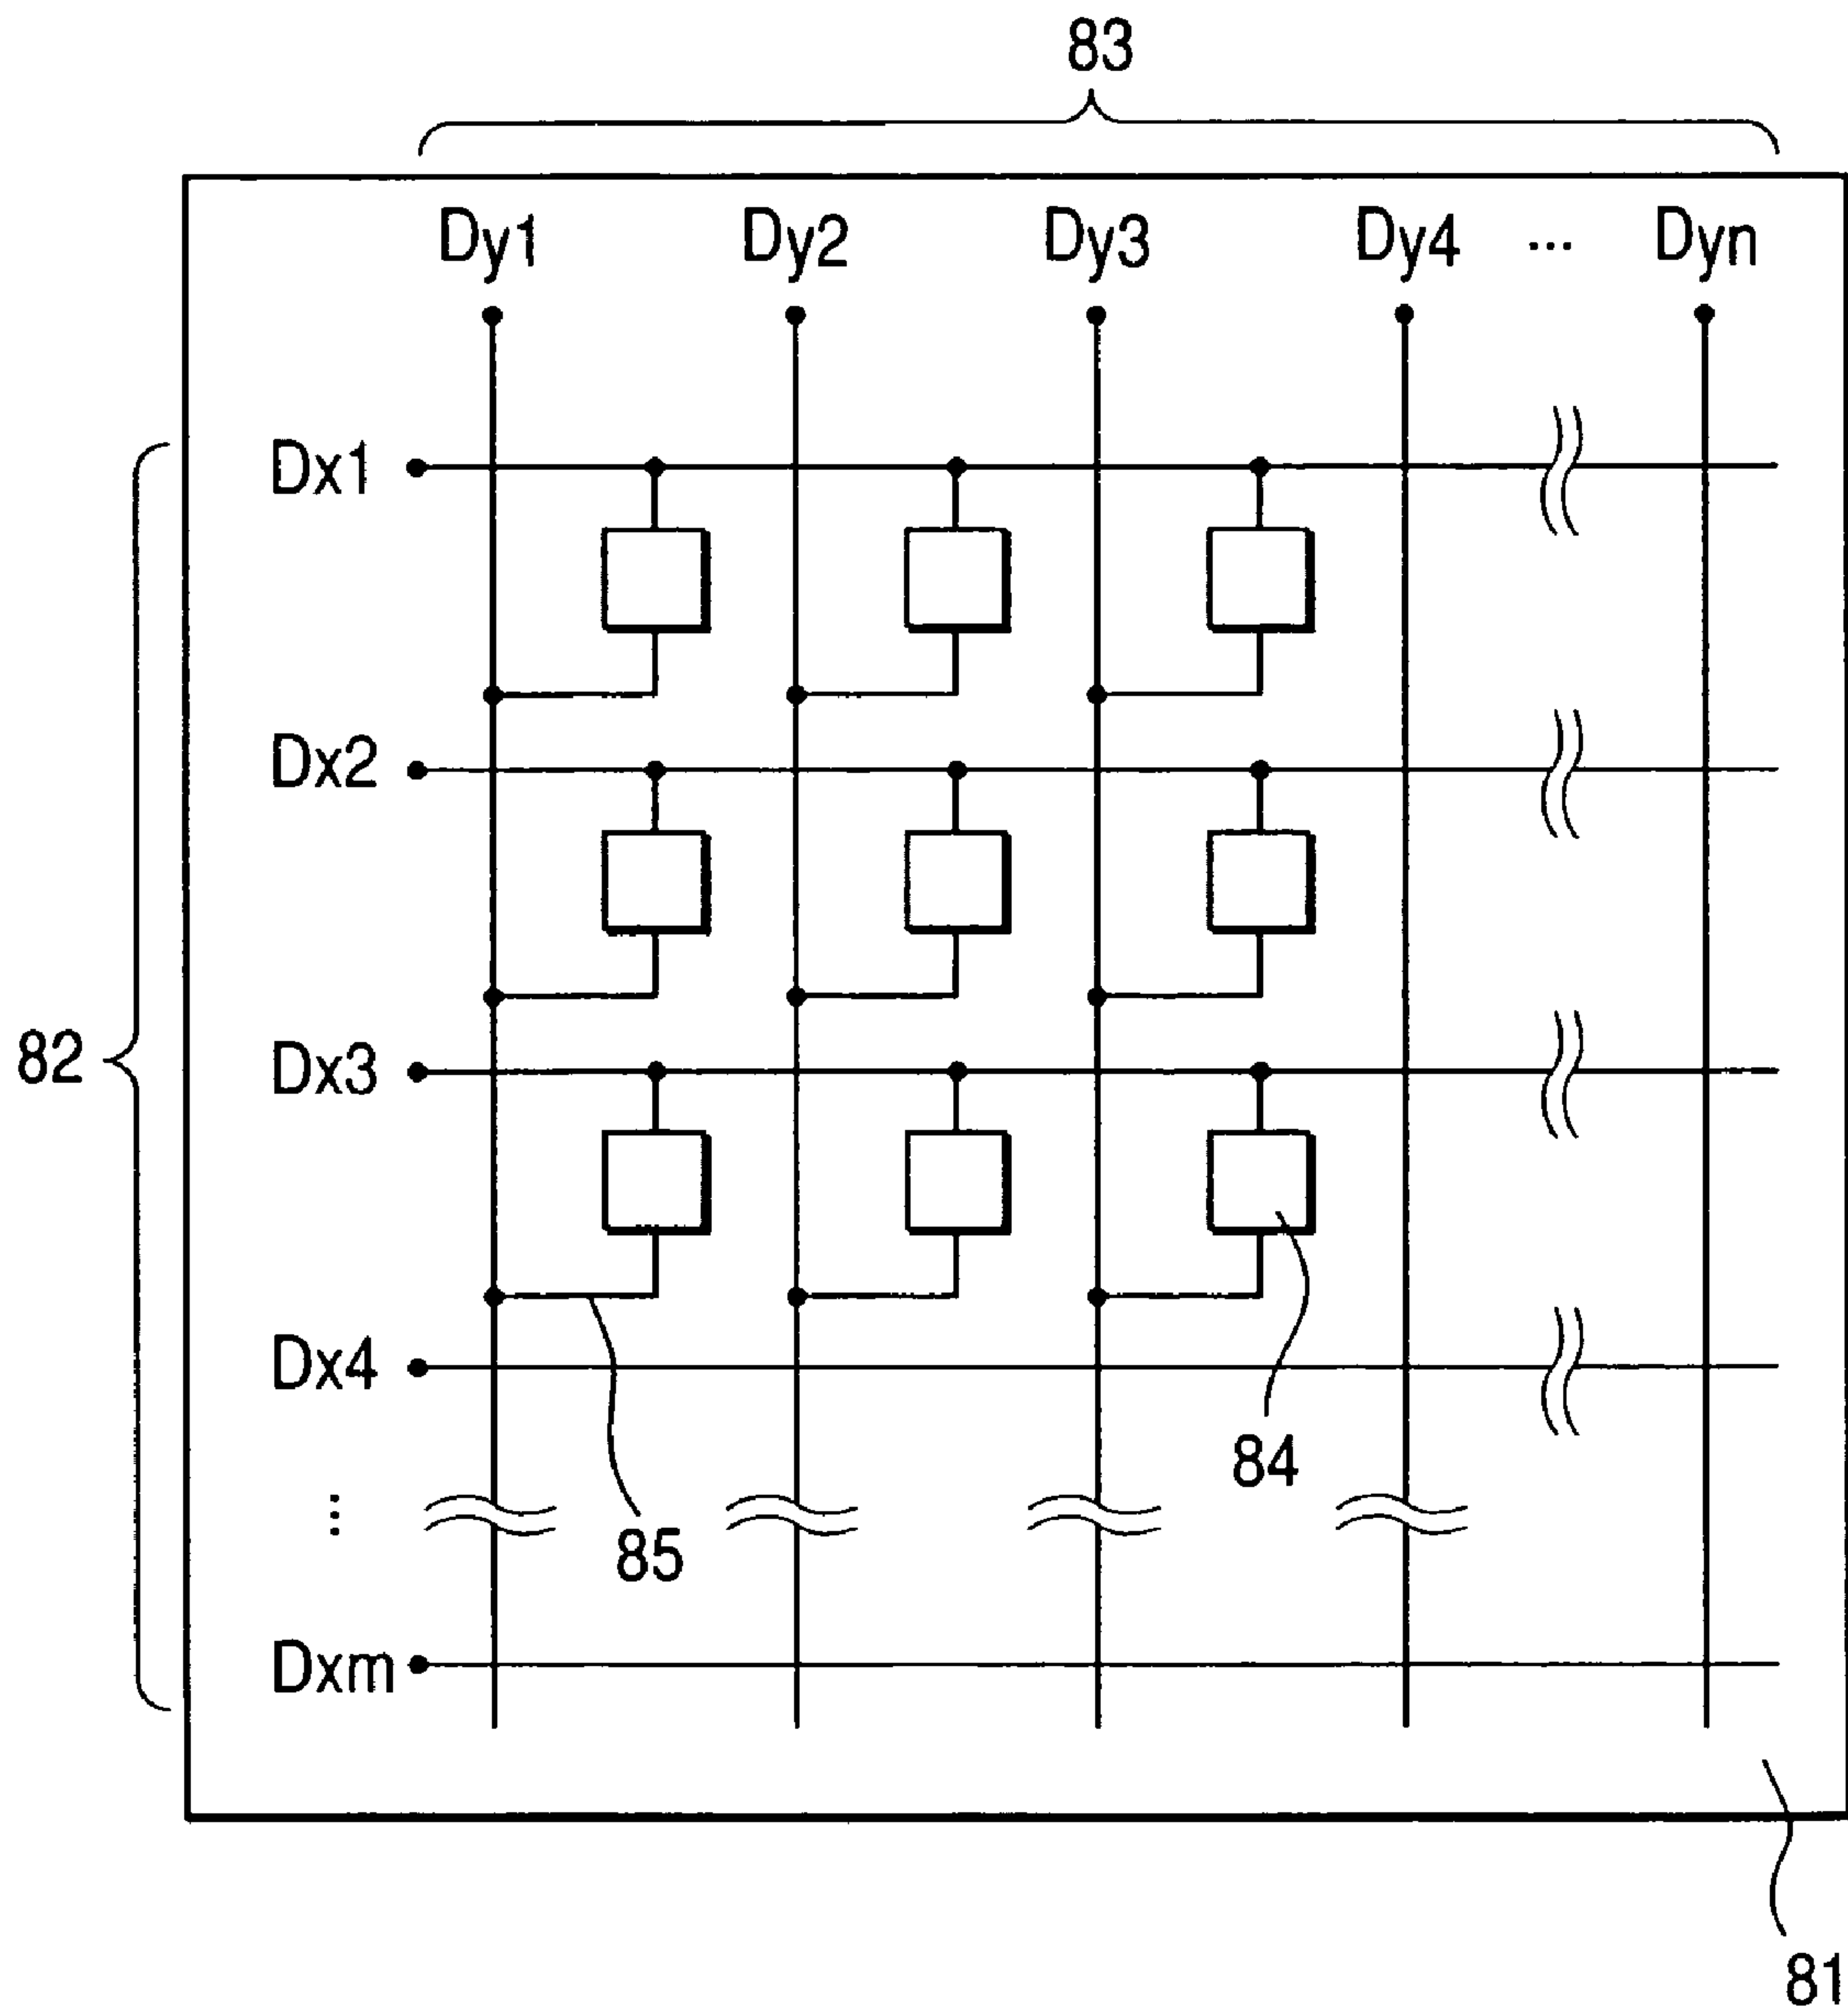 83
Dy1 Dy2 Dy3 Dy4 ... Dyn
Dx1
Dx2
82
Dx3
Dx4
84
⋮
85
Dxm
81